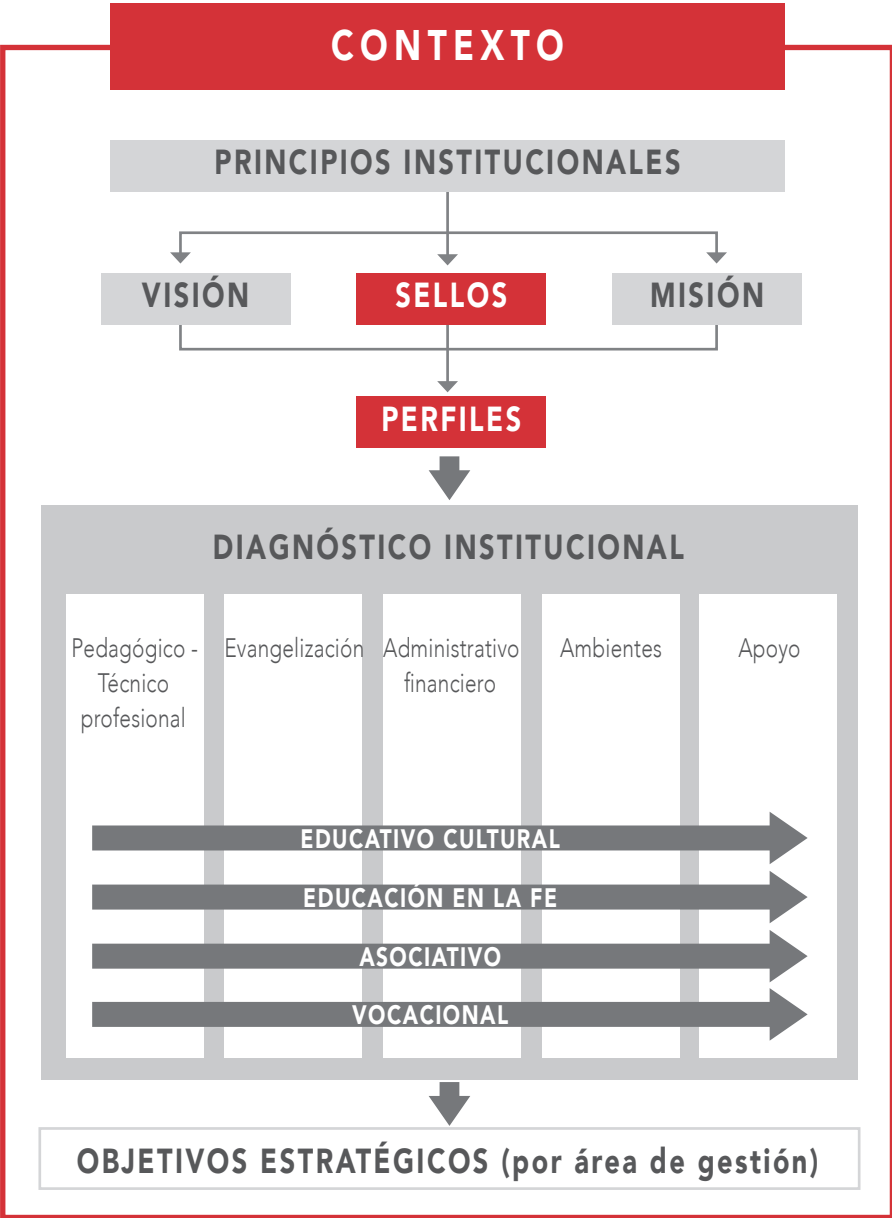 CONTEXTO
PRINCIPIOS INSTITUCIONALES
VISIÓN
SELLOS
MISIÓN
PERFILES
DIAGNÓSTICO INSTITUCIONAL
Pedagógico -
Técnico
profesional
Evangelización
Administrativo
financiero
Ambientes
Apoyo
EDUCATIVO CULTURAL
EDUCACIÓN EN LA FE
ASOCIATIVO
VOCACIONAL
OBJETIVOS ESTRATÉGICOS (por área de gestión)